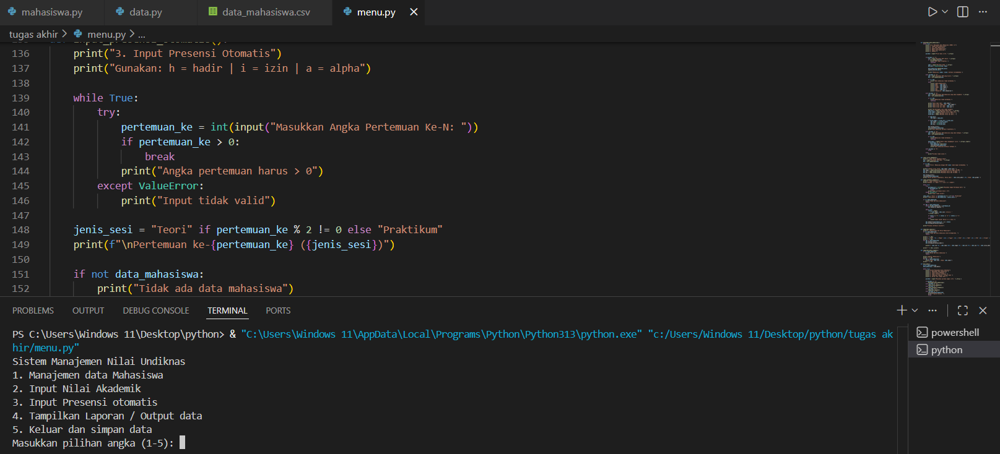 mahasiswa.py data.py data_mahasiswa.csv menu.py
tugas akhir > menu.py > ...
136 print("3. Input Presensi Otomatis")
137 print("Gunakan: h = hadir | i = izin | a = alpha")
138
139 while True:
140 try:
141 pertemuan_ke = int(input("Masukkan Angka Pertemuan Ke-N: "))
142 if pertemuan_ke > 0:
143 break
144 print("Angka pertemuan harus > 0")
145 except ValueError:
146 print("Input tidak valid")
147
148 jenis_sesi = "Teori" if pertemuan_ke % 2 != 0 else "Praktikum"
149 print(f"\nPertemuan ke-{pertemuan_ke} ({jenis_sesi})")
150
151 if not data_mahasiswa:
152 print("Tidak ada data mahasiswa")
PROBLEMS OUTPUT DEBUG CONSOLE TERMINAL PORTS
PS C:\Users\Windows 11\Desktop\python> & "C:\Users\Windows 11\AppData\Local\Programs\Python\Python313\python.exe" "c:/Users/Windows 11/Desktop/python/tugas ak
hir/menu.py"
Sistem Manajemen Nilai Undiknas
1. Manajemen data Mahasiswa
2. Input Nilai Akademik
3. Input Presensi otomatis
4. Tampilkan Laporan / Output data
5. Keluar dan simpan data
Masukkan pilihan angka (1-5):
powershell
python